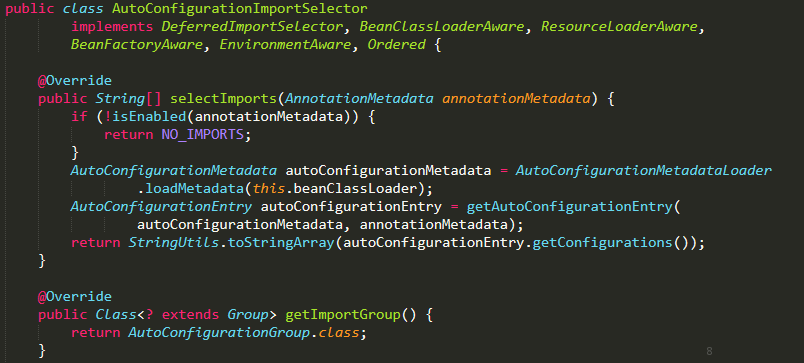 public class AutoConfigurationImportSelector
implements DeferredImportSelector, BeanClassLoaderAware, ResourceLoaderAware,
BeanFactoryAware, EnvironmentAware, Ordered {
@Override
public String[] selectImports(AnnotationMetadata annotationMetadata) {
if (!isEnabled(annotationMetadata)) {
return NO_IMPORTS;
}
AutoConfigurationMetadata autoConfigurationMetadata = AutoConfigurationMetadataLoader
.loadMetadata(this.beanClassLoader);
AutoConfigurationEntry autoConfigurationEntry = getAutoConfigurationEntry(
autoConfigurationMetadata, annotationMetadata);
return StringUtils.toStringArray(autoConfigurationEntry.getConfigurations());
}
@Override
public Class<? extends Group> getImportGroup() {
return AutoConfigurationGroup.class;
}
8